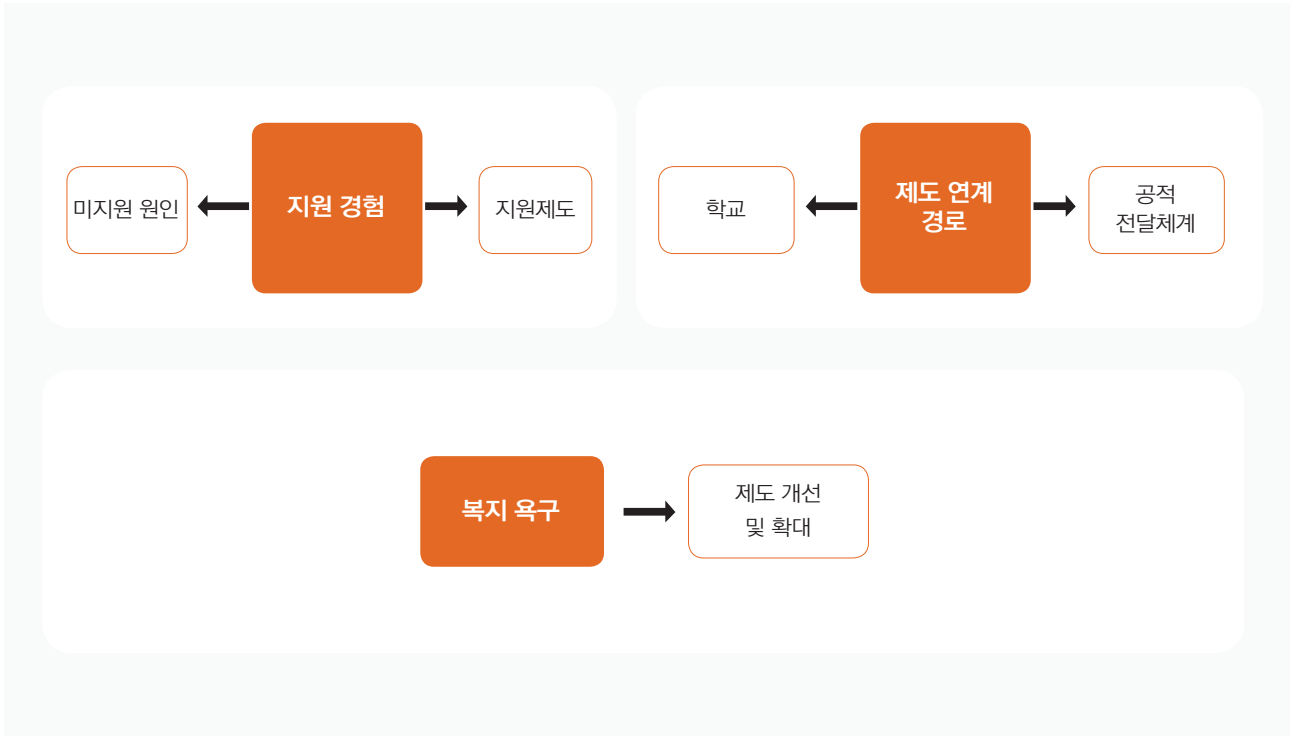 미지원 원인
지원 경험
지원제도
학교
제도 연계
경로
공적
전달체계
복지 욕구
제도 개선
및 확대